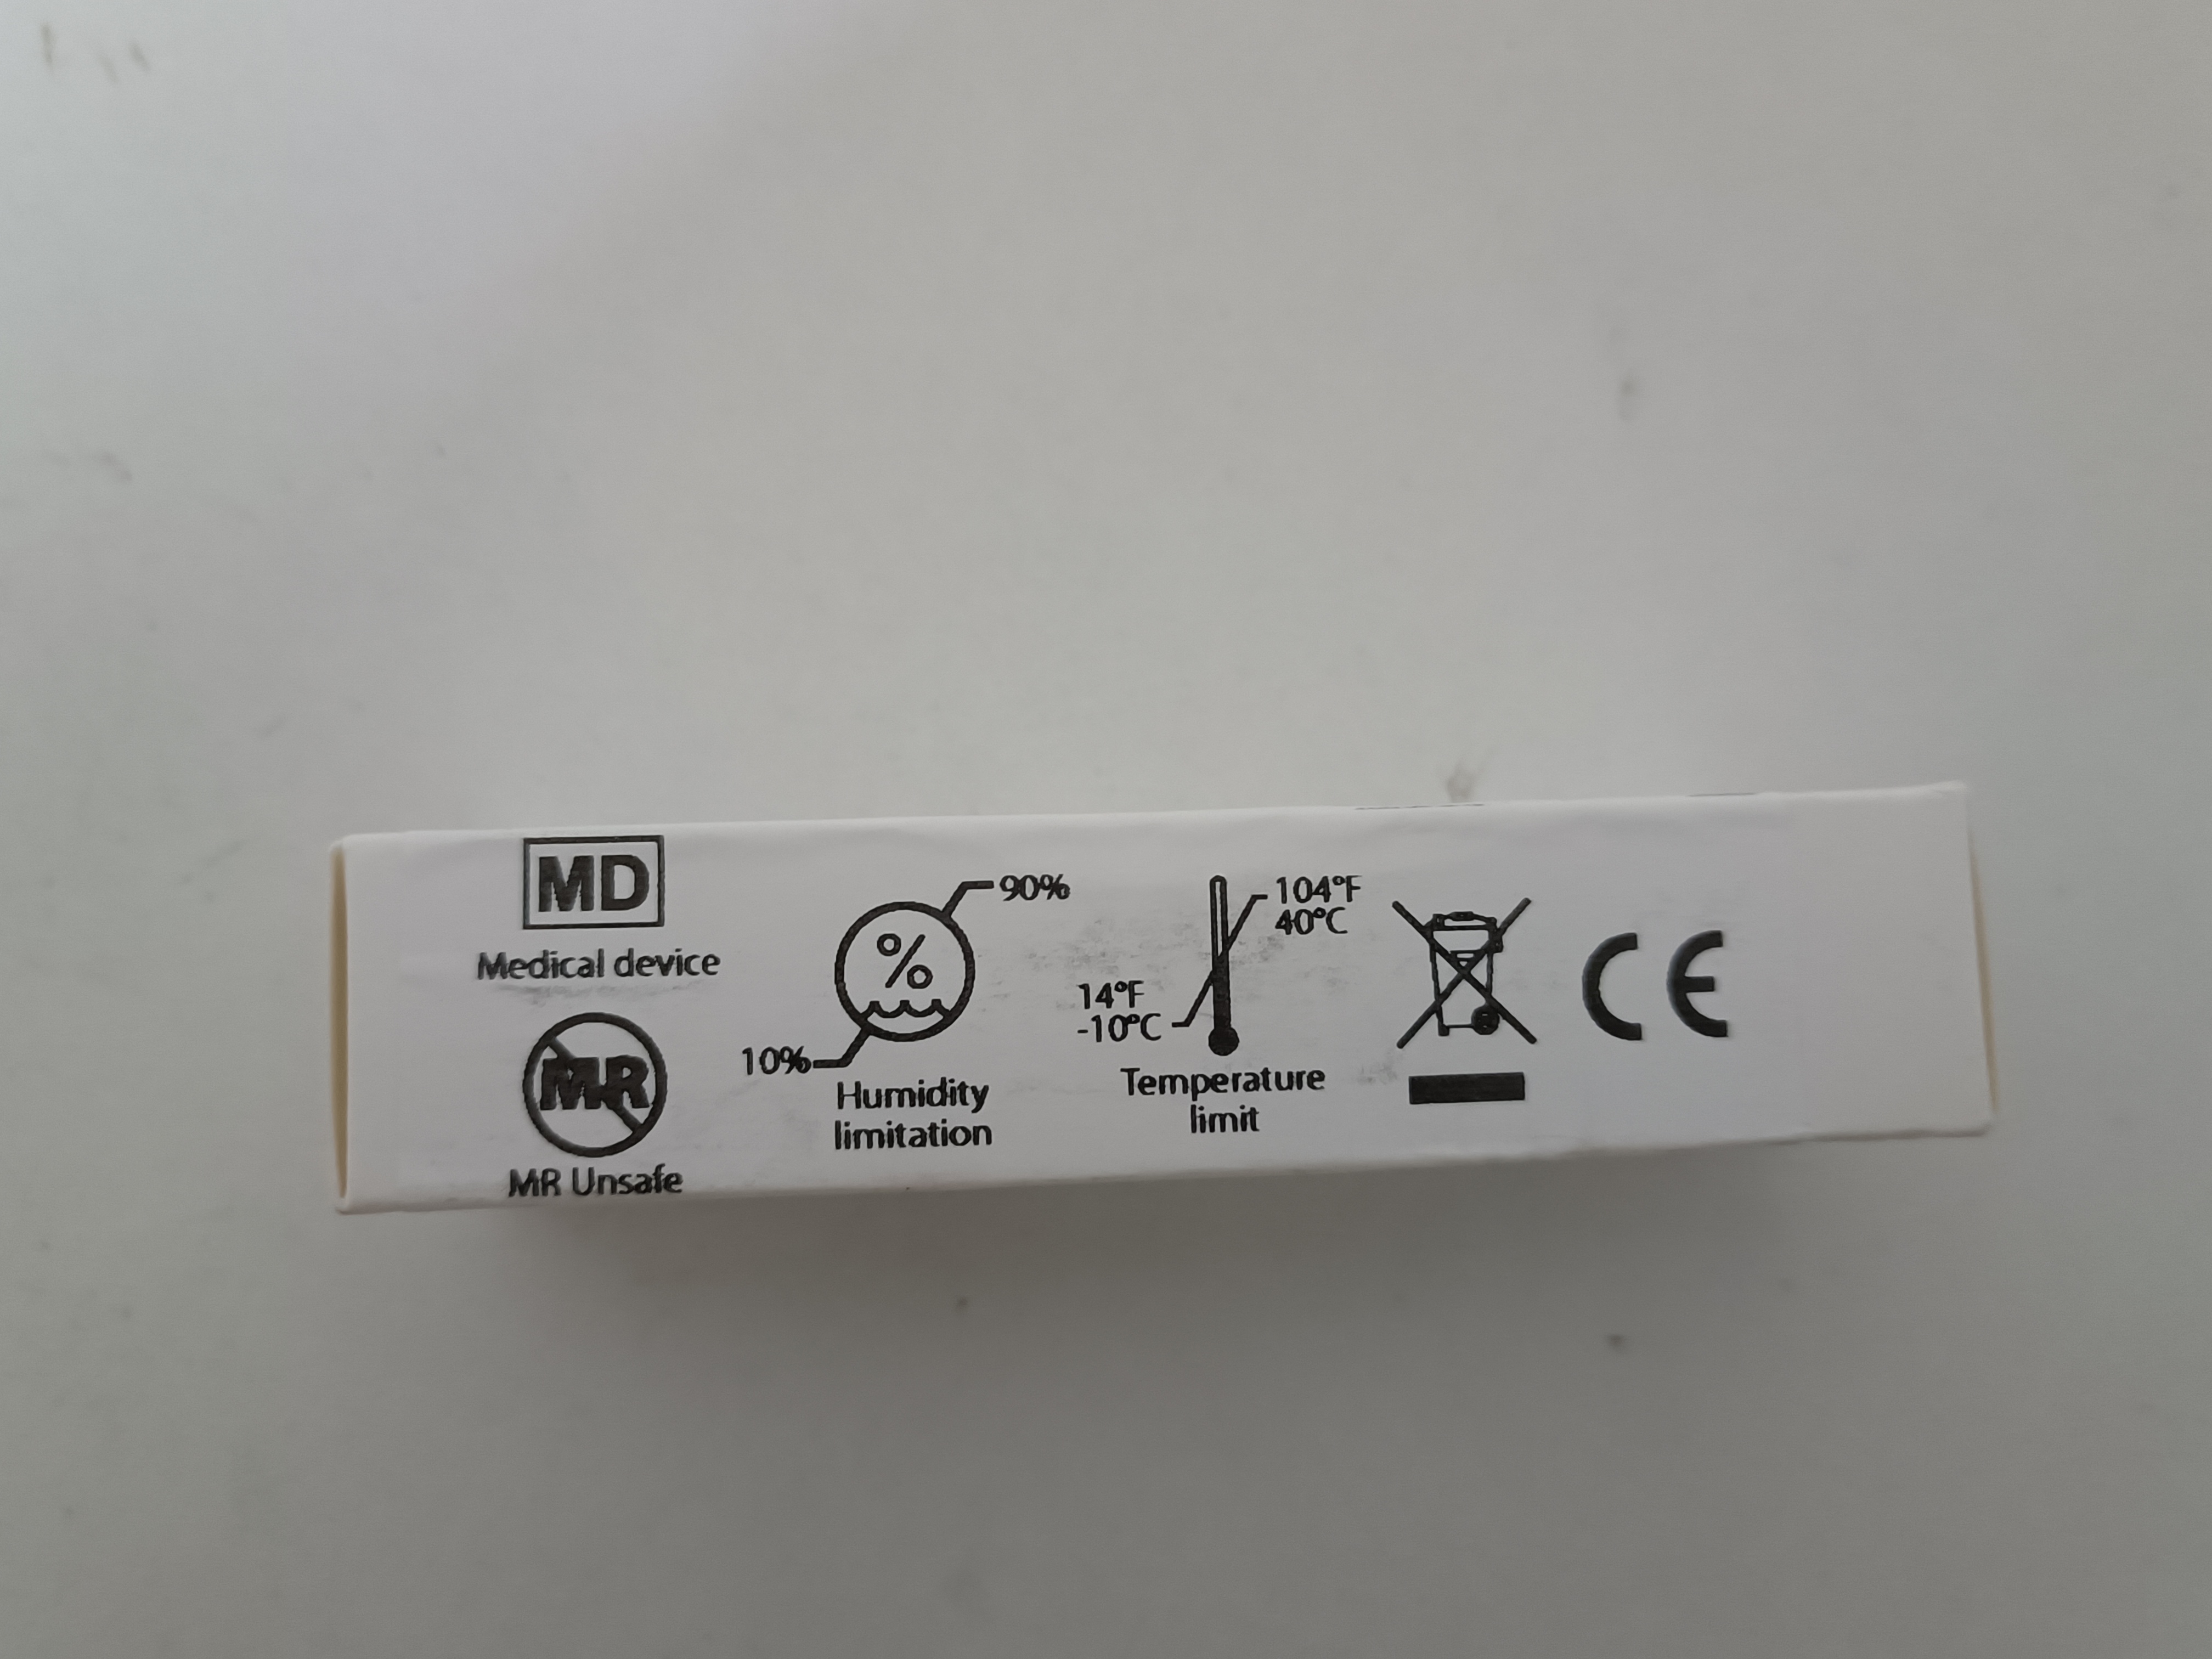 MD
Medical device
MR
MR Unsafe
%
90%
10%
Humidity
limitation
104°F
40°C
14°F
-10°C
Temperature
limit
CE